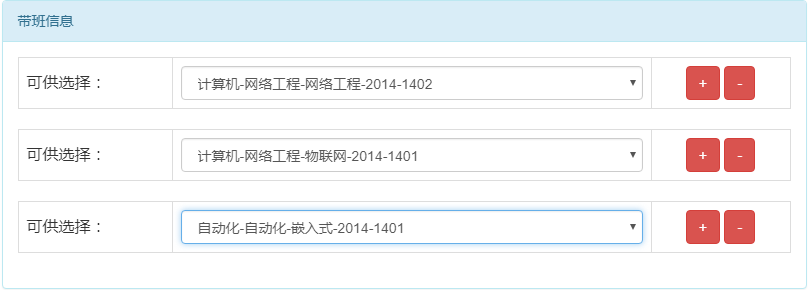 带班信息
可供选择： 计算机-网络工程-网络工程-2014-1402 + -
可供选择： 计算机-网络工程-物联网-2014-1401 + -
可供选择： 自动化-自动化-嵌入式-2014-1401 + -